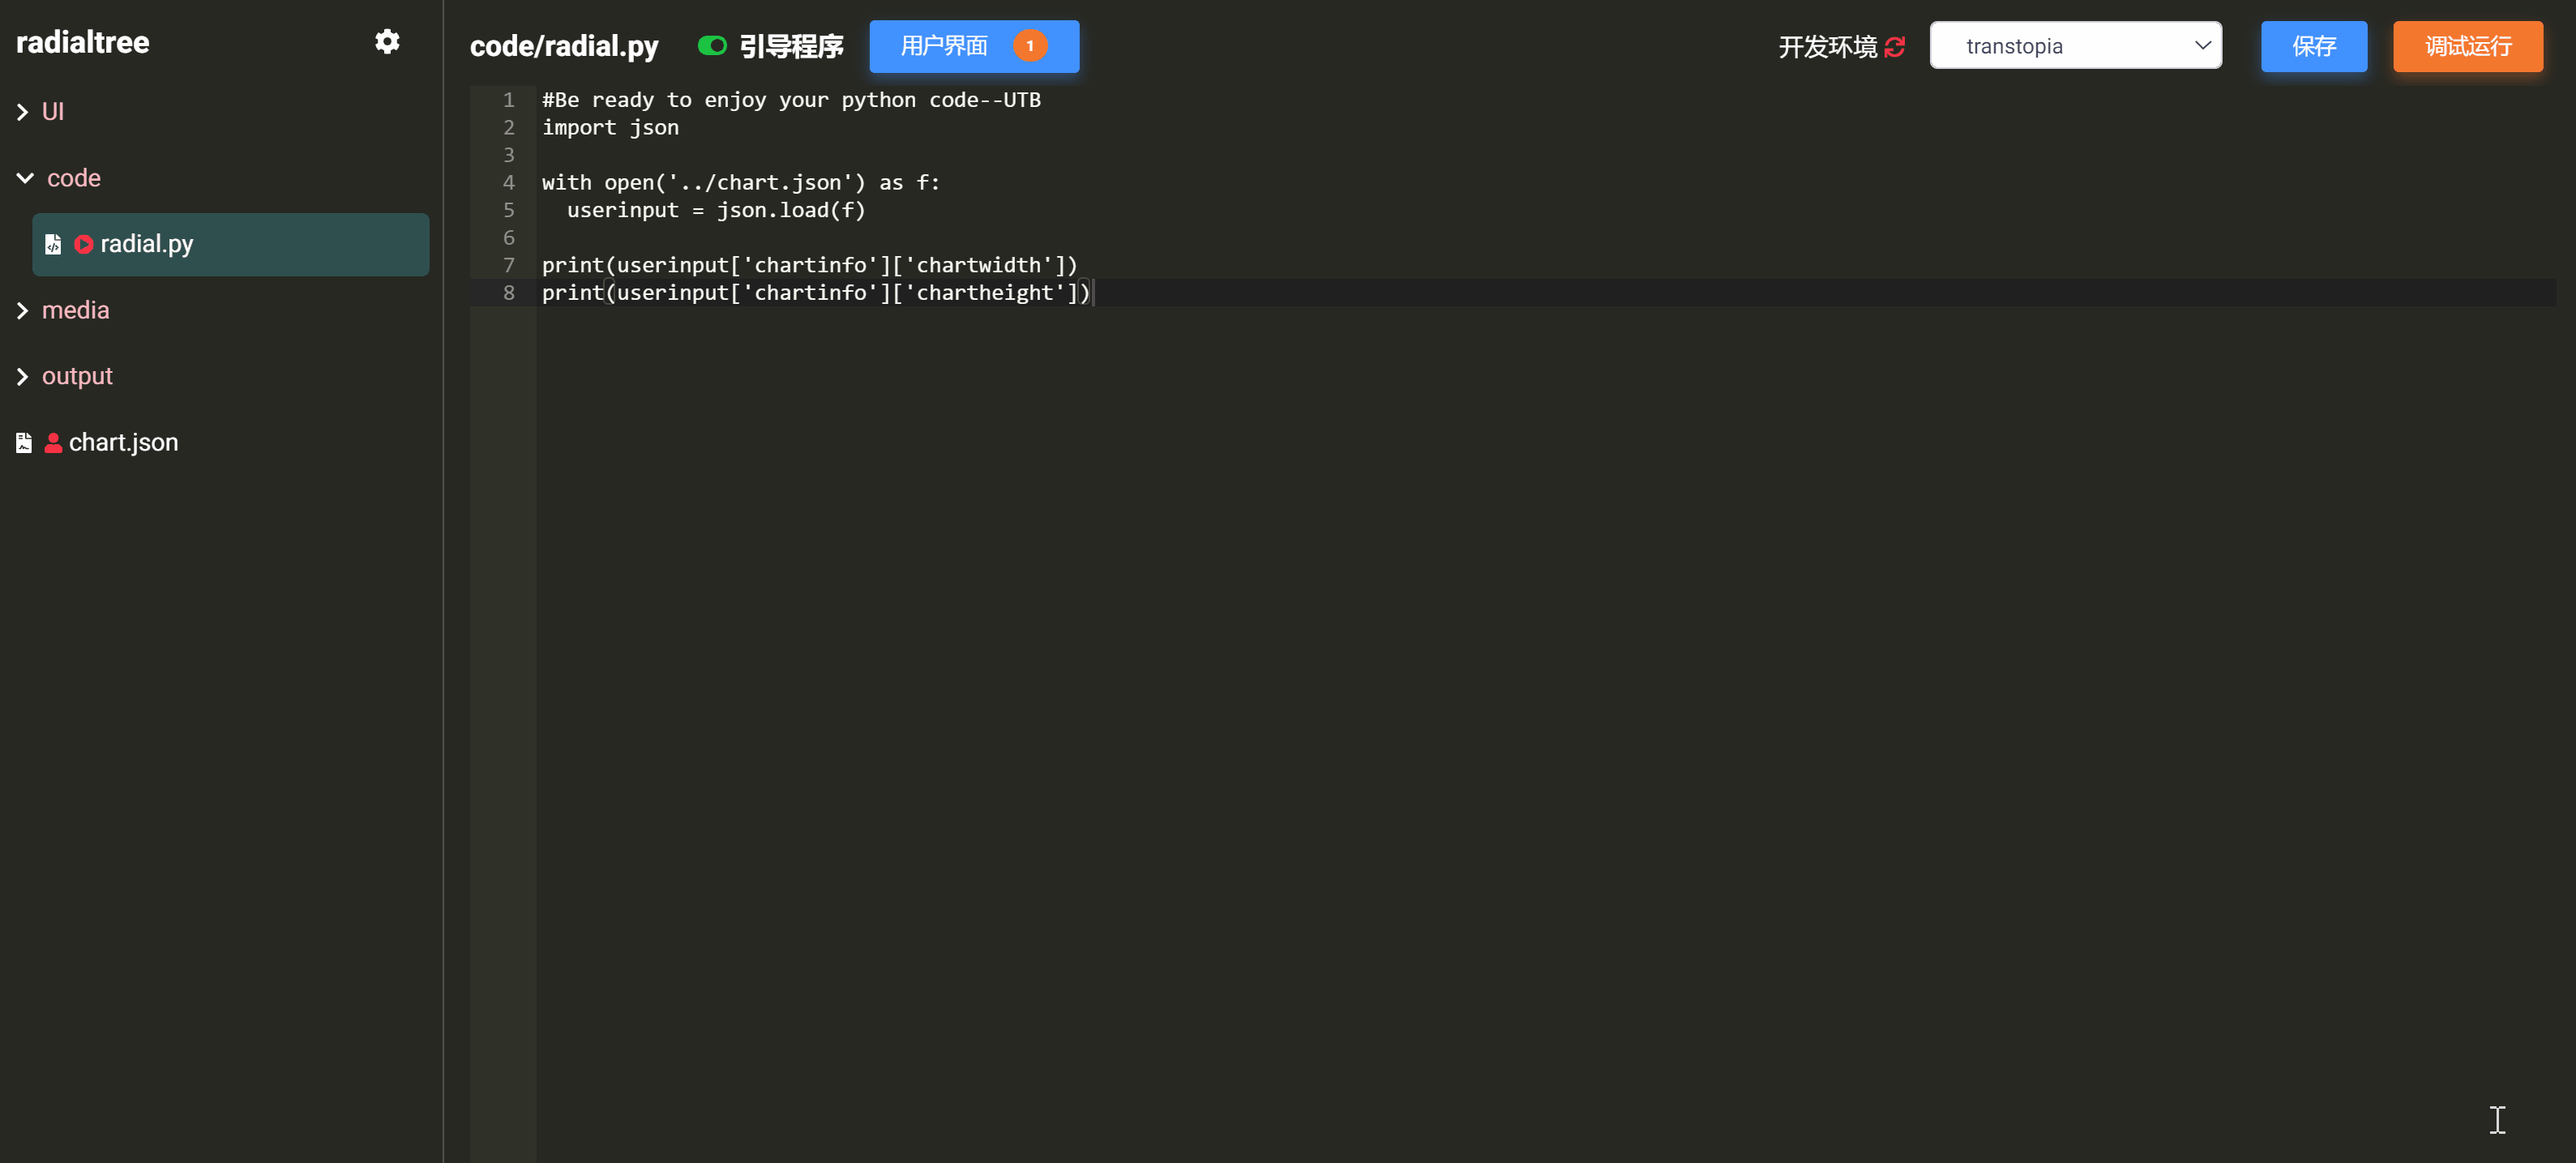 radialtree
UI
code
radial.py
media
output
chart.json
code/radial.py 引导程序 用户界面 1 开发环境 transtopia 保存 调试运行
1 #Be ready to enjoy your python code--UTB
2 import json
3
4 with open('../chart.json') as f:
5   userinput = json.load(f)
6
7 print(userinput['chartinfo']['chartwidth'])
8 print(userinput['chartinfo']['chartheight'])